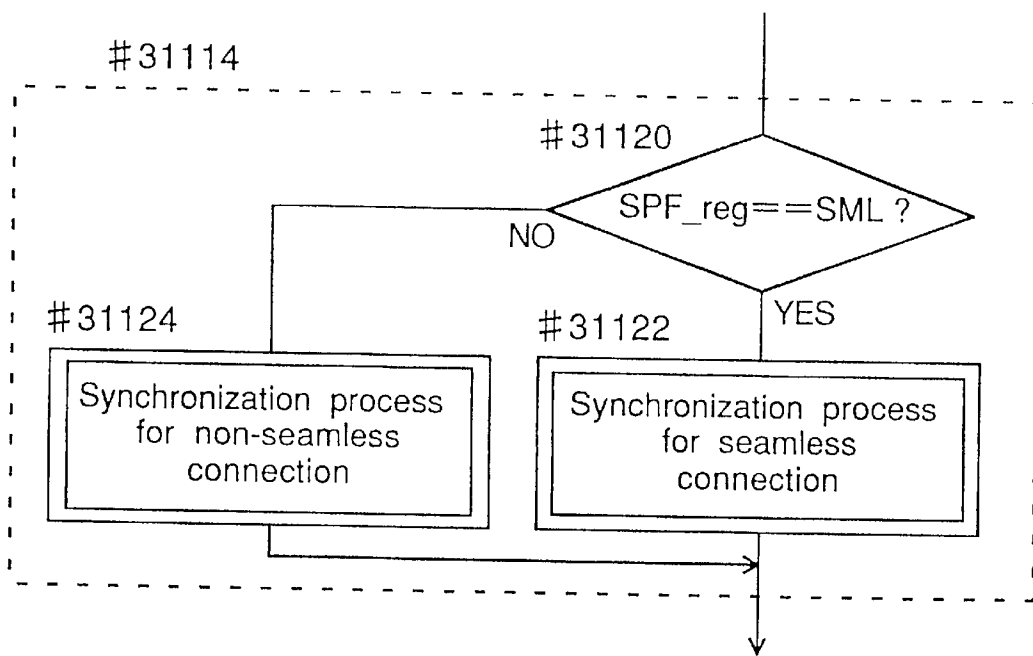 #31114
#31120
SPF_reg==SML ?
NO
YES
#31124
#31122
Synchronization process
for non-seamless
connection
Synchronization process
for seamless
connection